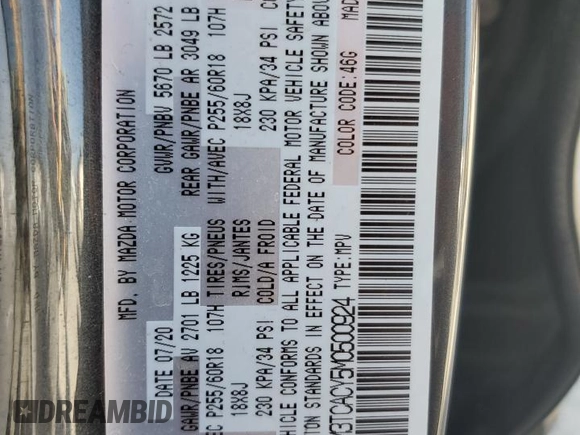 MFD. BY MAZDA MOTOR CORPORATION
DATE 07/20 GVWR/PNBV 5670 LB 2572
GAWR/PNBE AV 2701 LB 1225 KG REAR GAWR/PNBE AR 3049 LB
AVEC P255/60R18 107H TIRES/PNEUS WITH/AVEC P255/60R18 107H
18X8J RIMS/JANTES 18X8J
230 KPA/34 PSI COLD/A FROID 230 KPA/34 PSI
VEHICLE CONFORMS TO ALL APPLICABLE FEDERAL MOTOR VEHICLE SAFETY
STANDARDS IN EFFECT ON THE DATE OF MANUFACTURE SHOWN ABOVE
3TCACY5M0500924 TYPE:MPV COLOR CODE:46G MAD
RideSafely